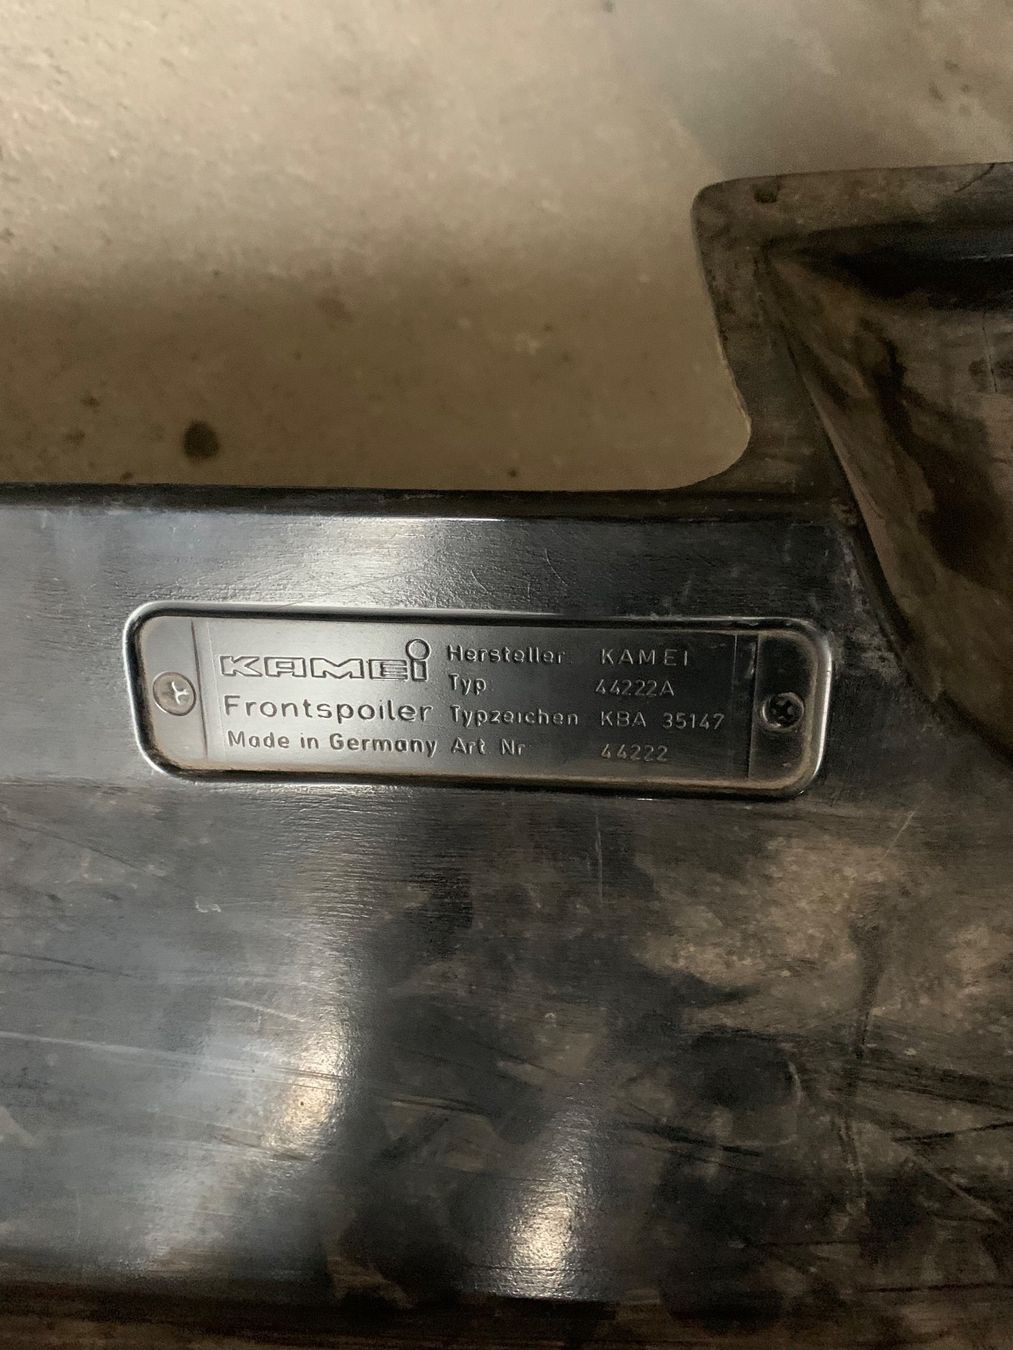 KAMEI Hersteller: KAMEI
Typ 44222A
Frontspoiler Typzeichen KBA 35147
Made in Germany Art Nr 44222